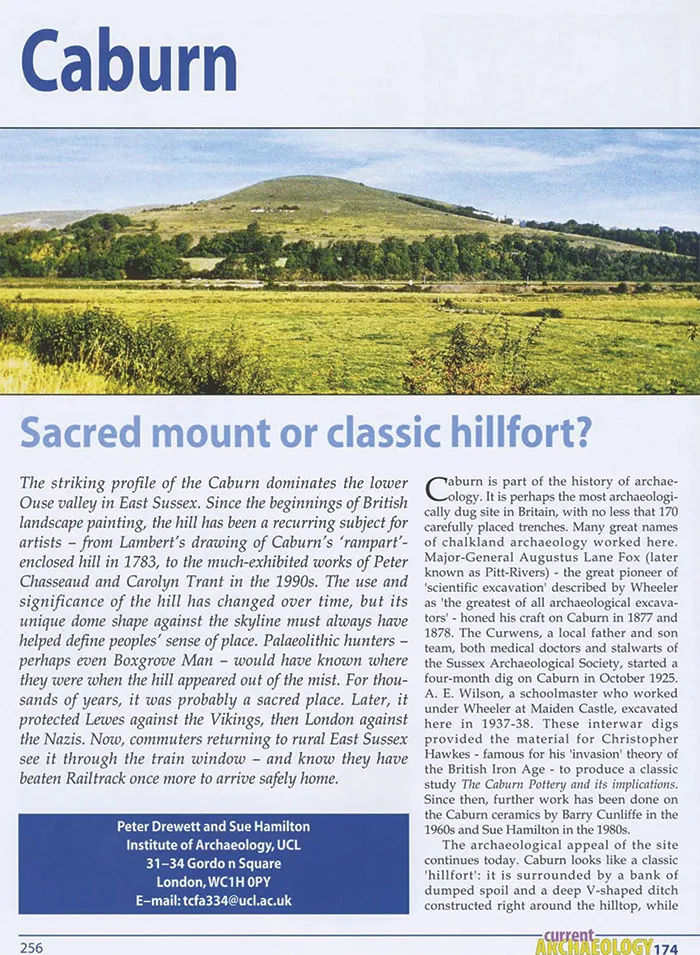 Caburn
Sacred mount or classic hillfort?
The striking profile of the Caburn dominates the lower
Ouse valley in East Sussex. Since the beginnings of British
landscape painting, the hill has been a recurring subject for
artists – from Lambert's drawing of Caburn's 'rampart'-
enclosed hill in 1783, to the much-exhibited works of Peter
Chasseaud and Carolyn Trant in the 1990s. The use and
significance of the hill has changed over time, but its
unique dome shape against the skyline must always have
helped define peoples' sense of place. Palaeolithic hunters –
perhaps even Boxgrove Man – would have known where
they were when the hill appeared out of the mist. For thou-
sands of years, it was probably a sacred place. Later, it
protected Lewes against the Vikings, then London against
the Nazis. Now, commuters returning to rural East Sussex
see it through the train window – and know they have
beaten Railtrack once more to arrive safely home.
Peter Drewett and Sue Hamilton
Institute of Archaeology, UCL
31–34 Gordo n Square
London, WC1H 0PY
E–mail: tcfa334@ucl.ac.uk
Caburn is part of the history of archae-
ology. It is perhaps the most archaeologi-
cally dug site in Britain, with no less that 170
carefully placed trenches. Many great names
of chalkland archaeology worked here.
Major-General Augustus Lane Fox (later
known as Pitt-Rivers) - the great pioneer of
'scientific excavation' described by Wheeler
as 'the greatest of all archaeological excava-
tors' - honed his craft on Caburn in 1877 and
1878. The Curwens, a local father and son
team, both medical doctors and stalwarts of
the Sussex Archaeological Society, started a
four-month dig on Caburn in October 1925.
A. E. Wilson, a schoolmaster who worked
under Wheeler at Maiden Castle, excavated
here in 1937-38. These interwar digs
provided the material for Christopher
Hawkes - famous for his 'invasion' theory of
the British Iron Age - to produce a classic
study The Caburn Pottery and its implications.
Since then, further work has been done on
the Caburn ceramics by Barry Cunliffe in the
1960s and Sue Hamilton in the 1980s.
The archaeological appeal of the site
continues today. Caburn looks like a classic
'hillfort': it is surrounded by a bank of
dumped spoil and a deep V-shaped ditch
constructed right around the hilltop, while
256
current
ARCHAEOLOGY 174